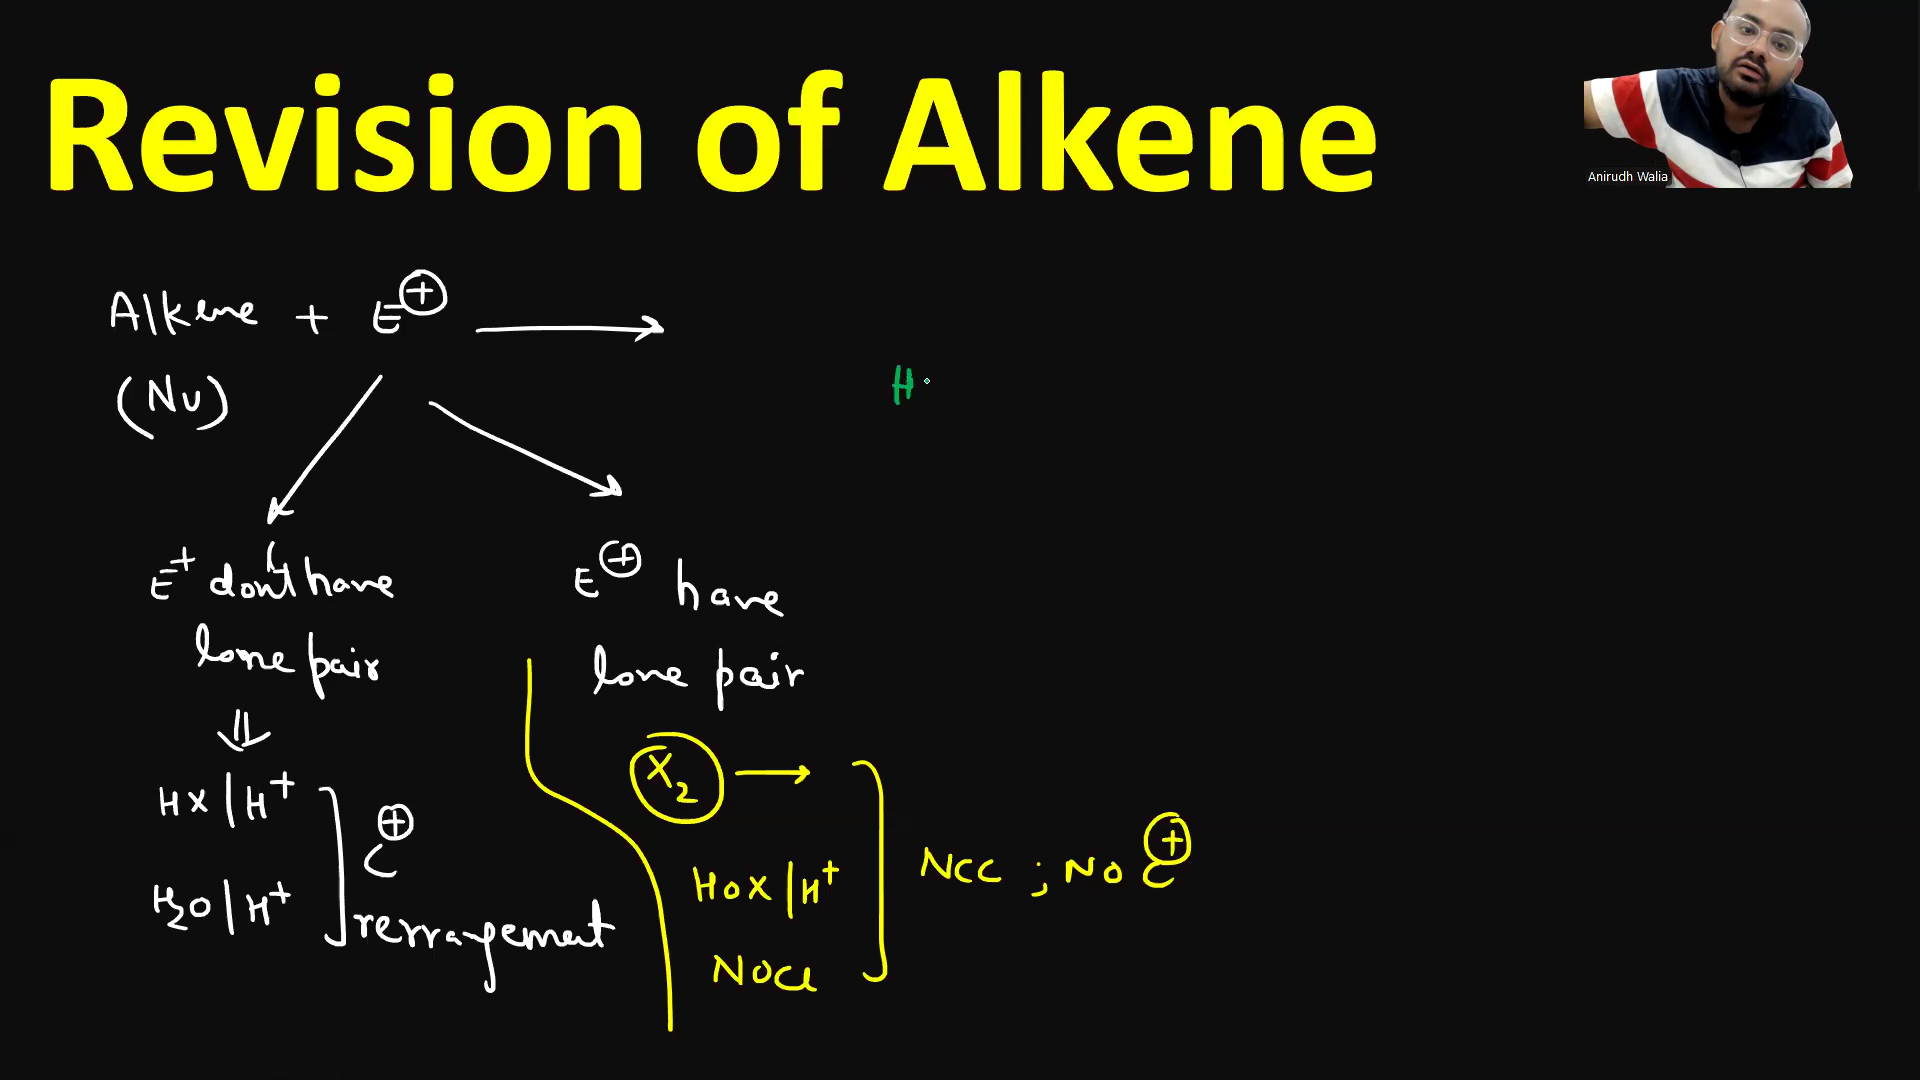 Revision of Alkene
Anirudh Walia
Alkene + E⊕ →
(Nu)
H
E+ don't have
lone pair
E⊕ have
lone pair
⇓
HX | H+
C⊕
H2O | H+
rerrangement
X2 →
HOX | H+
NOCl
NCC ; NO C⊕